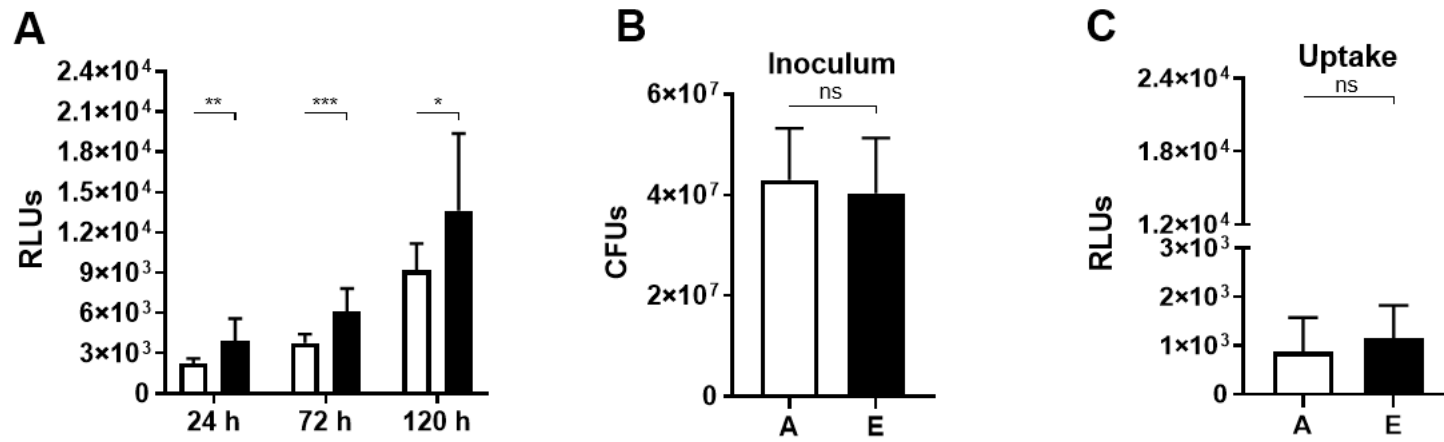 A
RLUs
2.4×10⁴
2.1×10⁴
1.8×10⁴
1.5×10⁴
1.2×10⁴
9×10³
6×10³
3×10³
0
**
***
*
24 h
72 h
120 h
B
Inoculum
ns
CFUs
6×10⁷
4×10⁷
2×10⁷
0
A
E
C
Uptake
ns
RLUs
2.4×10⁴
1.8×10⁴
1.2×10⁴
3×10³
2×10³
1×10³
0
A
E